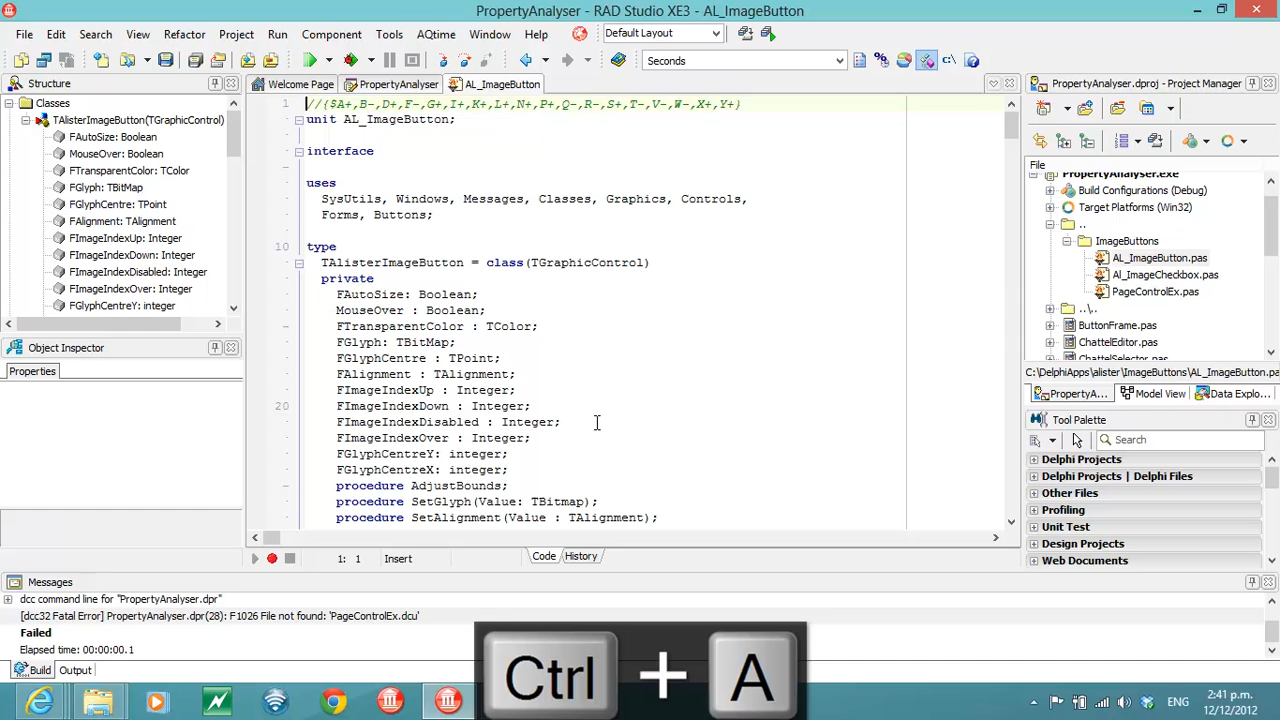 PropertyAnalyser - RAD Studio XE3 - AL_ImageButton
File Edit Search View Refactor Project Run Component Tools AQtime Window Help Default Layout
Seconds
Structure
Welcome Page PropertyAnalyser AL_ImageButton
PropertyAnalyser.dproj - Project Manager
Classes
TAlisterImageButton(TGraphicControl)
FAutoSize: Boolean
MouseOver: Boolean
FTransparentColor: TColor
FGlyph: TBitMap
FGlyphCentre: TPoint
FAlignment: TAlignment
FImageIndexUp: Integer
FImageIndexDown: Integer
FImageIndexDisabled: Integer
FImageIndexOver: Integer
FGlyphCentreY: integer
Object Inspector
Properties
1 //{$A+,B-,D+,F-,G+,I+,K+,L+,N+,P+,Q-,R-,S+,T-,V-,W-,X+,Y+}
unit AL_ImageButton;
interface
uses
SysUtils, Windows, Messages, Classes, Graphics, Controls,
Forms, Buttons;
10 type
TAlisterImageButton = class(TGraphicControl)
private
FAutoSize: Boolean;
MouseOver : Boolean;
FTransparentColor : TColor;
FGlyph: TBitMap;
FGlyphCentre : TPoint;
FAlignment : TAlignment;
FImageIndexUp : Integer;
20 FImageIndexDown : Integer;
FImageIndexDisabled : Integer;
FImageIndexOver : Integer;
FGlyphCentreY: integer;
FGlyphCentreX: integer;
procedure AdjustBounds;
procedure SetGlyph(Value: TBitmap);
procedure SetAlignment(Value : TAlignment);
1: 1 Insert Code History
File
PropertyAnalyser.exe
Build Configurations (Debug)
Target Platforms (Win32)
..
ImageButtons
AL_ImageButton.pas
Al_ImageCheckbox.pas
PageControlEx.pas
..\..
ButtonFrame.pas
ChattelEditor.pas
ChattelSelector.pas
C:\DelphiApps\alister\ImageButtons\AL_ImageButton.pa
PropertyA... Model View Data Explo...
Tool Palette
Search
Delphi Projects
Delphi Projects | Delphi Files
Other Files
Profiling
Unit Test
Design Projects
Web Documents
Messages
dcc command line for "PropertyAnalyser.dpr"
[dcc32 Fatal Error] PropertyAnalyser.dpr(28): F1026 File not found: 'PageControlEx.dcu'
Failed
Elapsed time: 00:00:00.1
Build Output
Ctrl + A
ENG
2:41 p.m.
12/12/2012